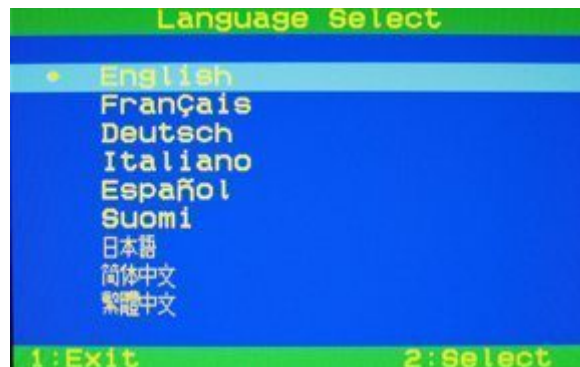 Language Select
English
FranÇais
Deutsch
Italiano
Español
Suomi
日本語
简体中文
繁體中文
1:Exit 2:Select